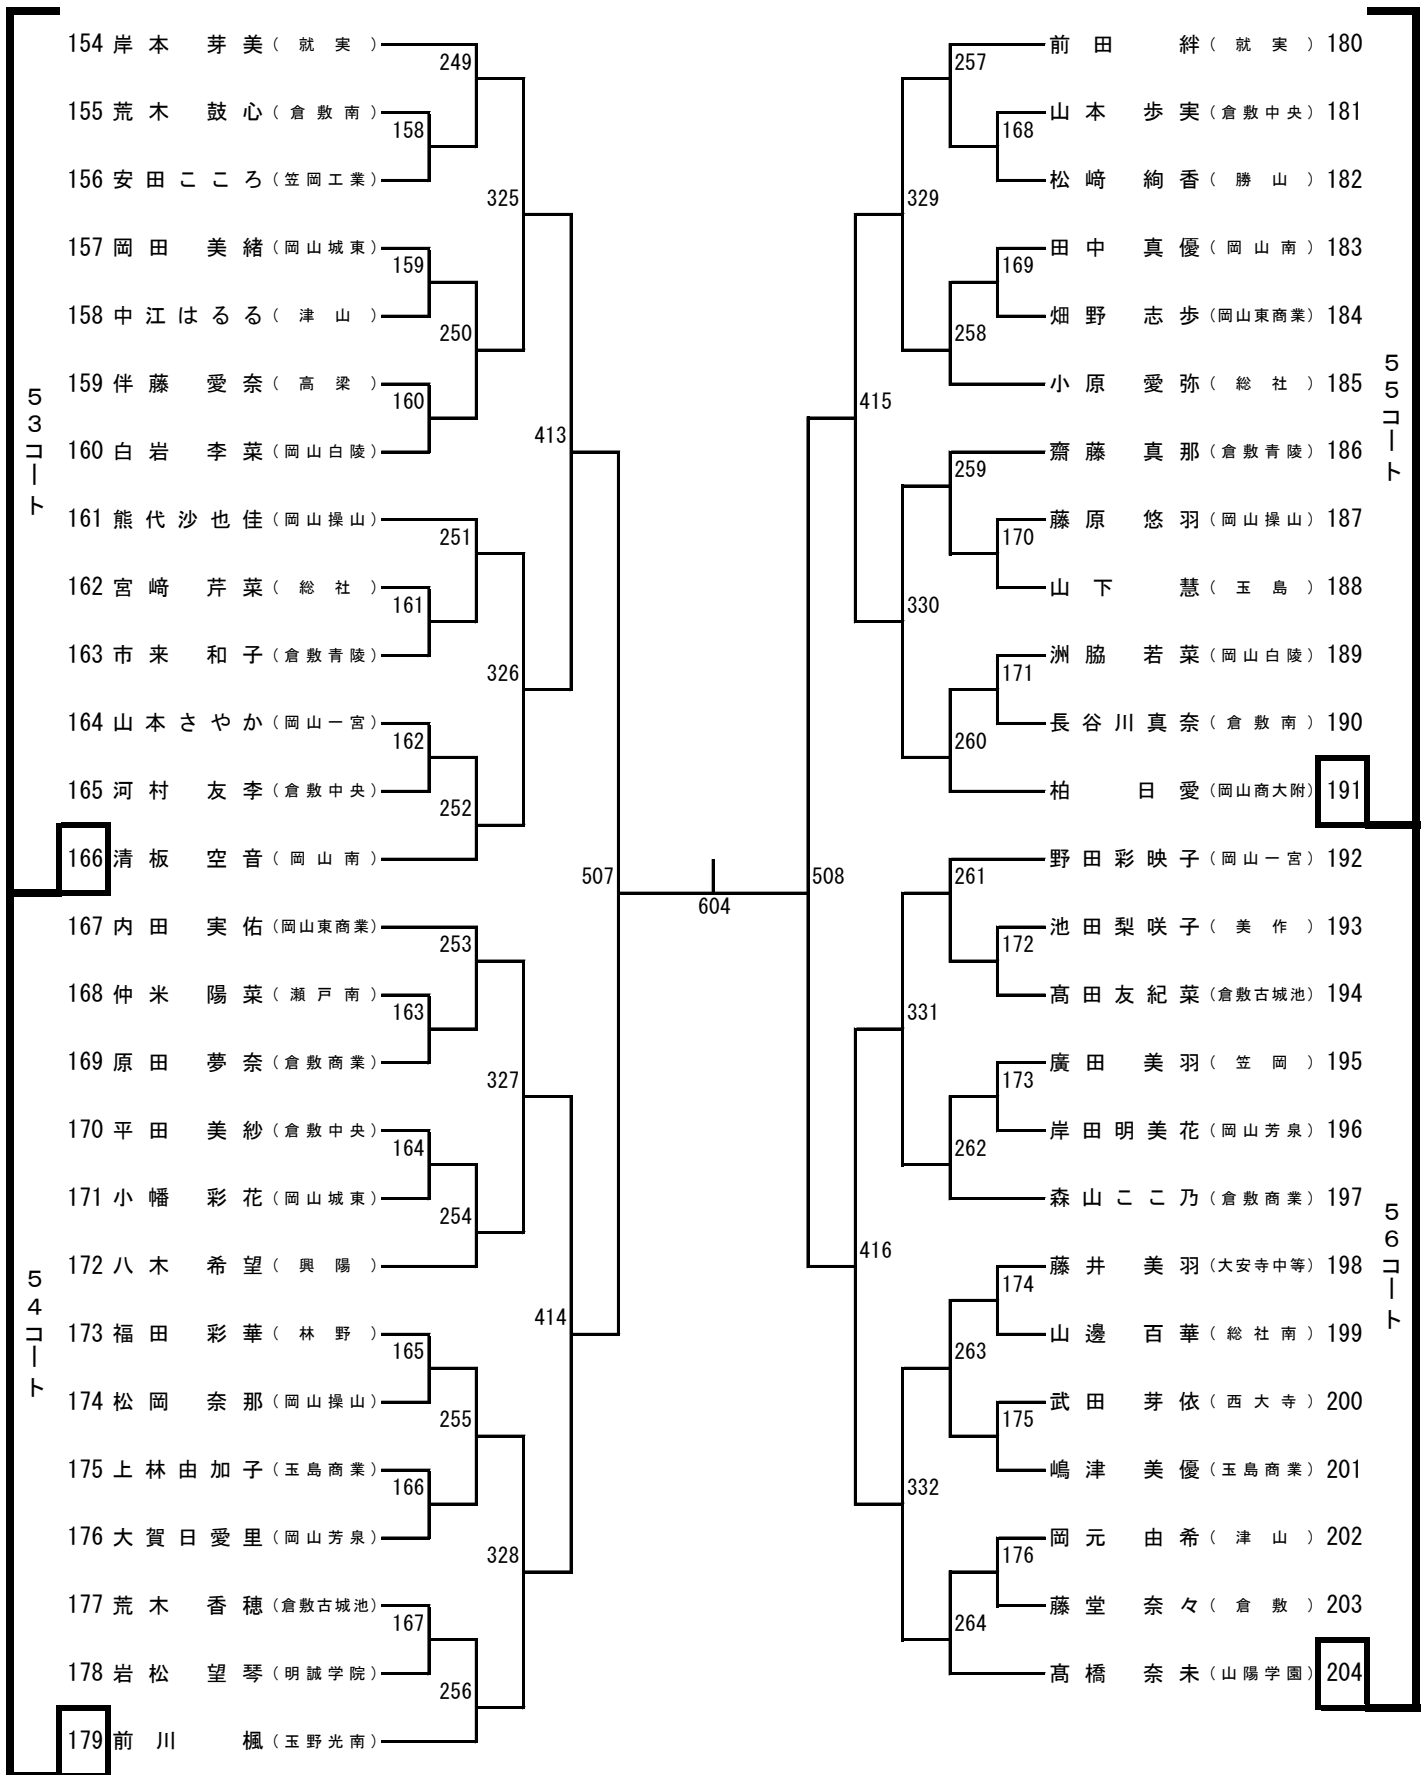 53コート
154 岸本 芽美（就実）
155 荒木 鼓心（倉敷南）
156 安田こころ（笠岡工業）
157 岡田 美緒（岡山城東）
158 中江はるる（津山）
159 伴藤 愛奈（高梁）
160 白岩 李菜（岡山白陵）
161 熊代沙也佳（岡山操山）
162 宮﨑 芹菜（総社）
163 市来 和子（倉敷青陵）
164 山本さやか（岡山一宮）
165 河村 友李（倉敷中央）
166 清板 空音（岡山南）
54コート
167 内田 実佑（岡山東商業）
168 仲米 陽菜（瀬戸南）
169 原田 夢奈（倉敷商業）
170 平田 美紗（倉敷中央）
171 小幡 彩花（岡山城東）
172 八木 希望（興陽）
173 福田 彩華（林野）
174 松岡 奈那（岡山操山）
175 上林由加子（玉島商業）
176 大賀日愛里（岡山芳泉）
177 荒木 香穂（倉敷古城池）
178 岩松 望琴（明誠学院）
179 前川 楓（玉野光南）
158
159
160
161
162
163
164
165
166
167
249
250
251
252
253
254
255
256
325
326
327
328
413
414
507
604
508
415
416
329
330
331
332
257
258
259
260
261
262
263
264
168
169
170
171
172
173
174
175
176
前田 絆（就実） 180
山本 歩実（倉敷中央） 181
松﨑 絢香（勝山） 182
田中 真優（岡山南） 183
畑野 志歩（岡山東商業） 184
小原 愛弥（総社） 185
齋藤 真那（倉敷青陵） 186
藤原 悠羽（岡山操山） 187
山下 慧（玉島） 188
洲脇 若菜（岡山白陵） 189
長谷川真奈（倉敷南） 190
柏 日愛（岡山商大附） 191
55コート
野田彩映子（岡山一宮） 192
池田梨咲子（美作） 193
髙田友紀菜（倉敷古城池） 194
廣田 美羽（笠岡） 195
岸田明美花（岡山芳泉） 196
森山ここ乃（倉敷商業） 197
藤井 美羽（大安寺中等） 198
山邊 百華（総社南） 199
武田 芽依（西大寺） 200
嶋津 美優（玉島商業） 201
岡元 由希（津山） 202
藤堂 奈々（倉敷） 203
髙橋 奈未（山陽学園） 204
56コート